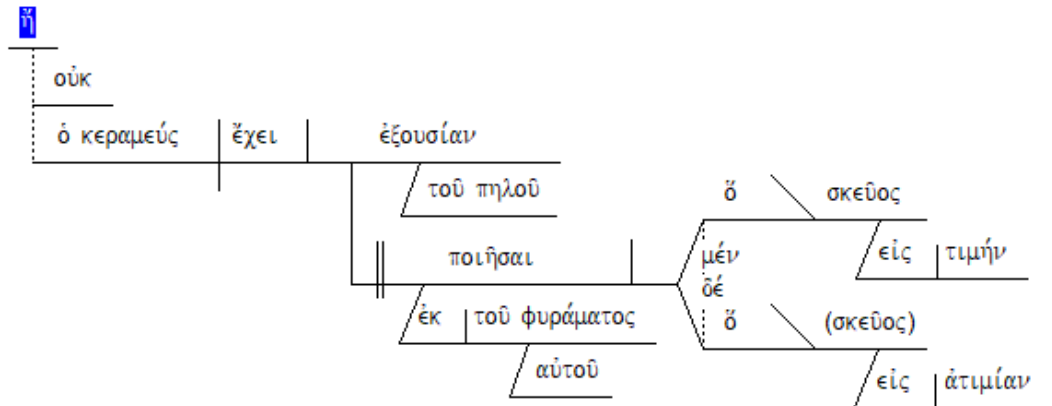 ἤ
οὐκ
ὁ κεραμεύς ἔχει ἐξουσίαν
τοῦ πηλοῦ
ὅ σκεῦος
εἰς τιμήν
ποιῆσαι μέν
δέ
ἐκ τοῦ φυράματος
ὅ (σκεῦος)
αὐτοῦ
εἰς ἀτιμίαν